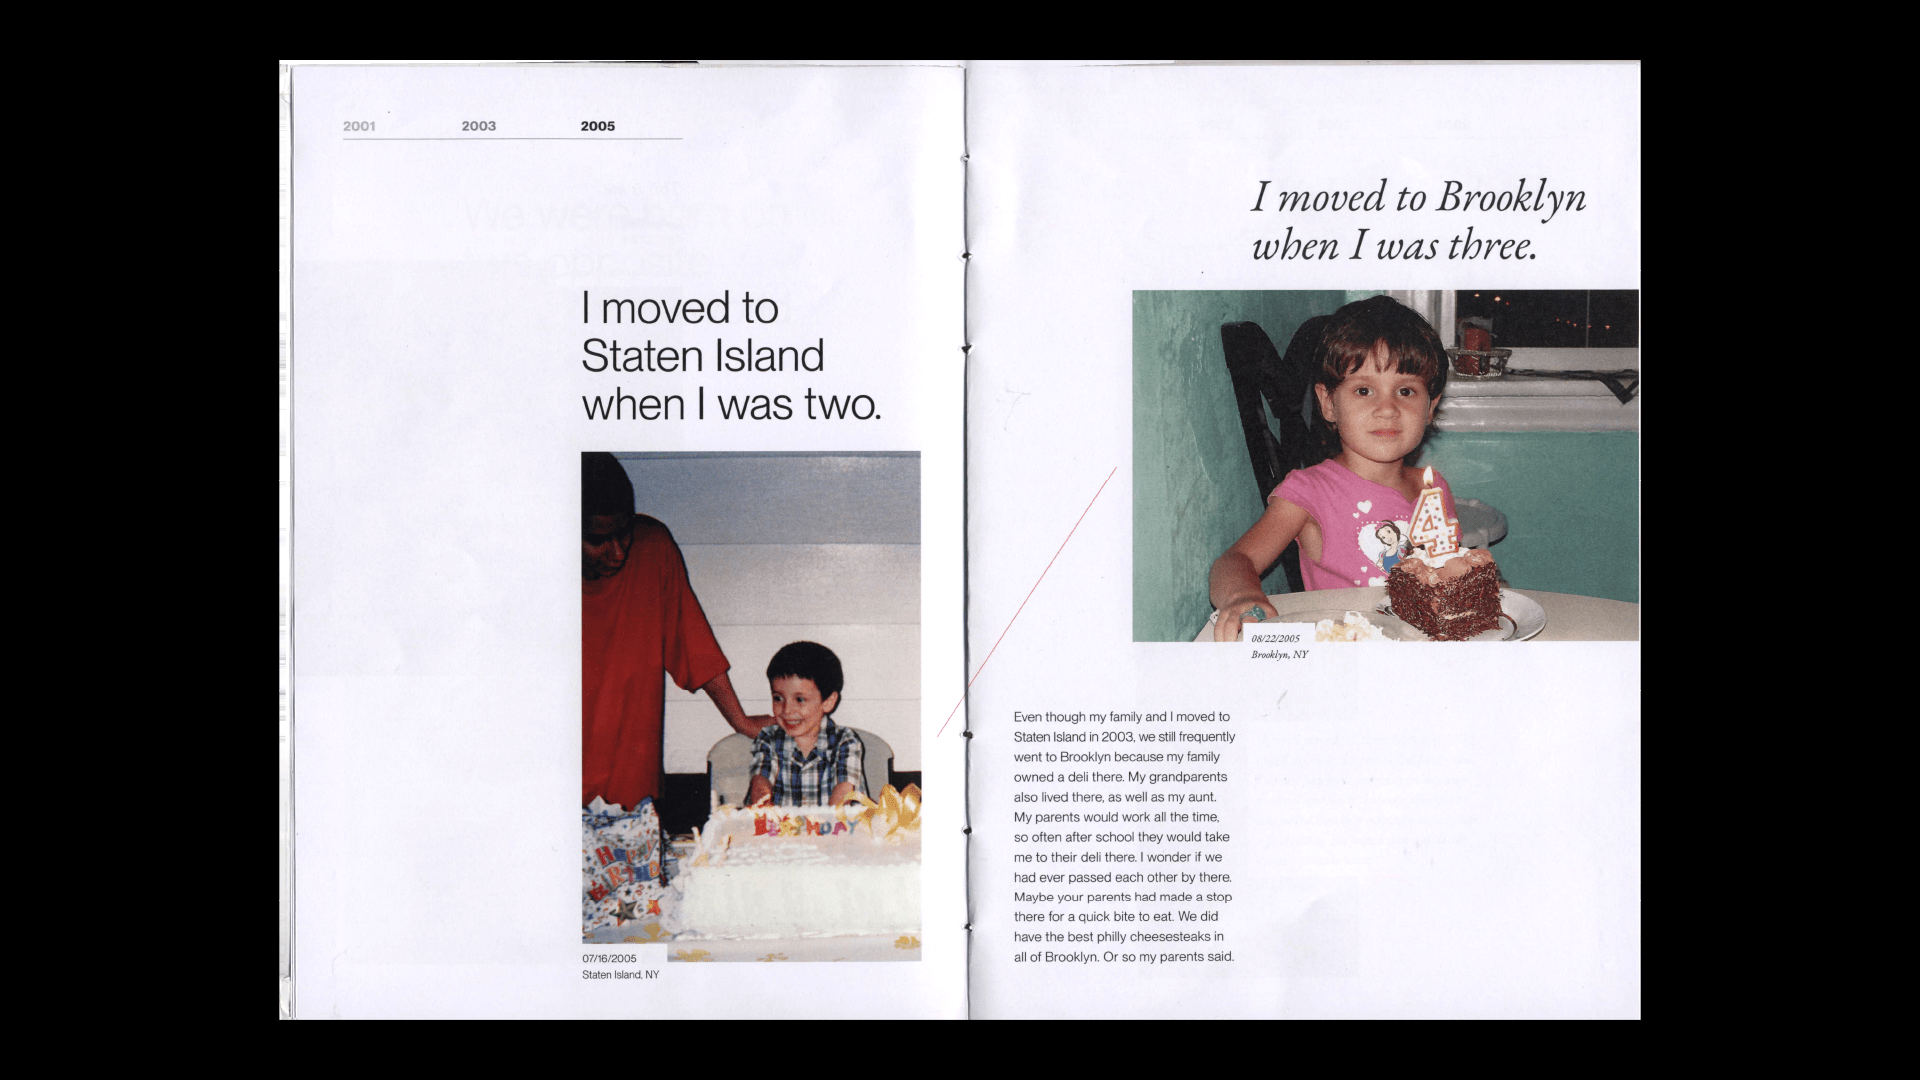 2001 2003 2005
I moved to
Staten Island
when I was two.
BIRTHDAY
HAPPY
BIRTHDAY
07/16/2005
Staten Island, NY
I moved to Brooklyn
when I was three.
4
08/22/2005
Brooklyn, NY
Even though my family and I moved to
Staten Island in 2003, we still frequently
went to Brooklyn because my family
owned a deli there. My grandparents
also lived there, as well as my aunt.
My parents would work all the time,
so often after school they would take
me to their deli there. I wonder if we
had ever passed each other by there.
Maybe your parents had made a stop
there for a quick bite to eat. We did
have the best philly cheesesteaks in
all of Brooklyn. Or so my parents said.